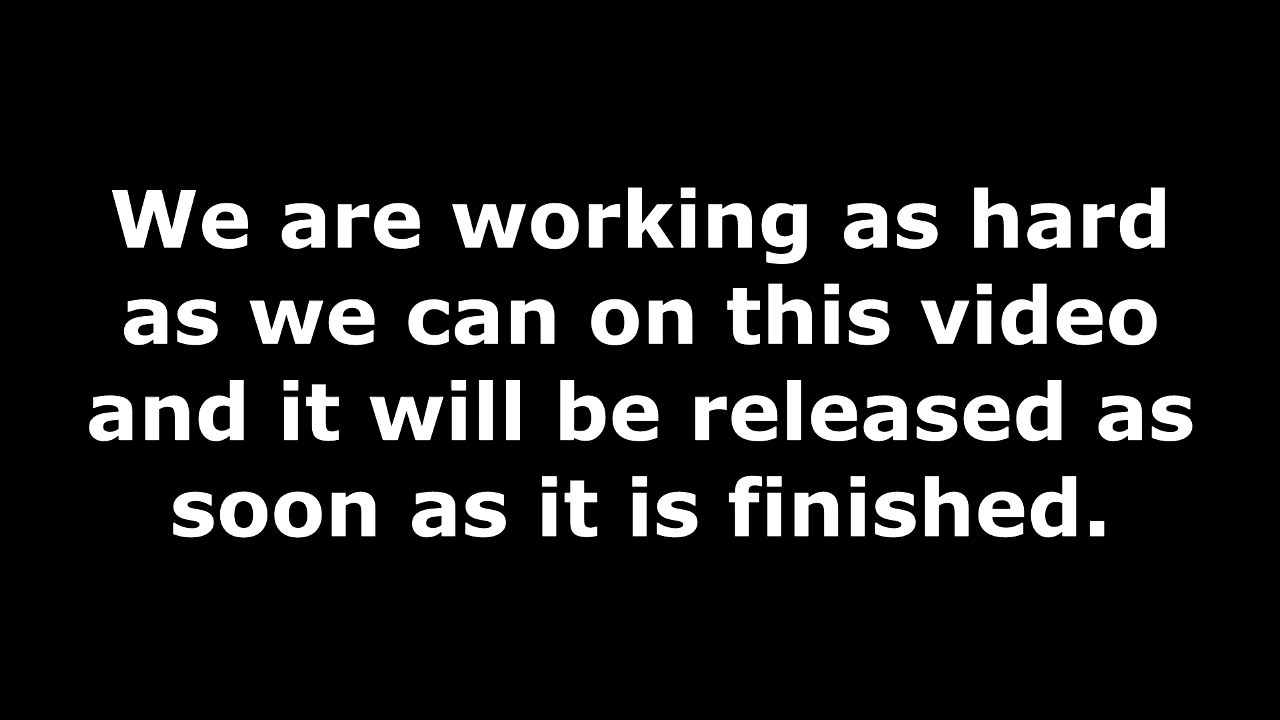 We are working as hard
as we can on this video
and it will be released as
soon as it is finished.